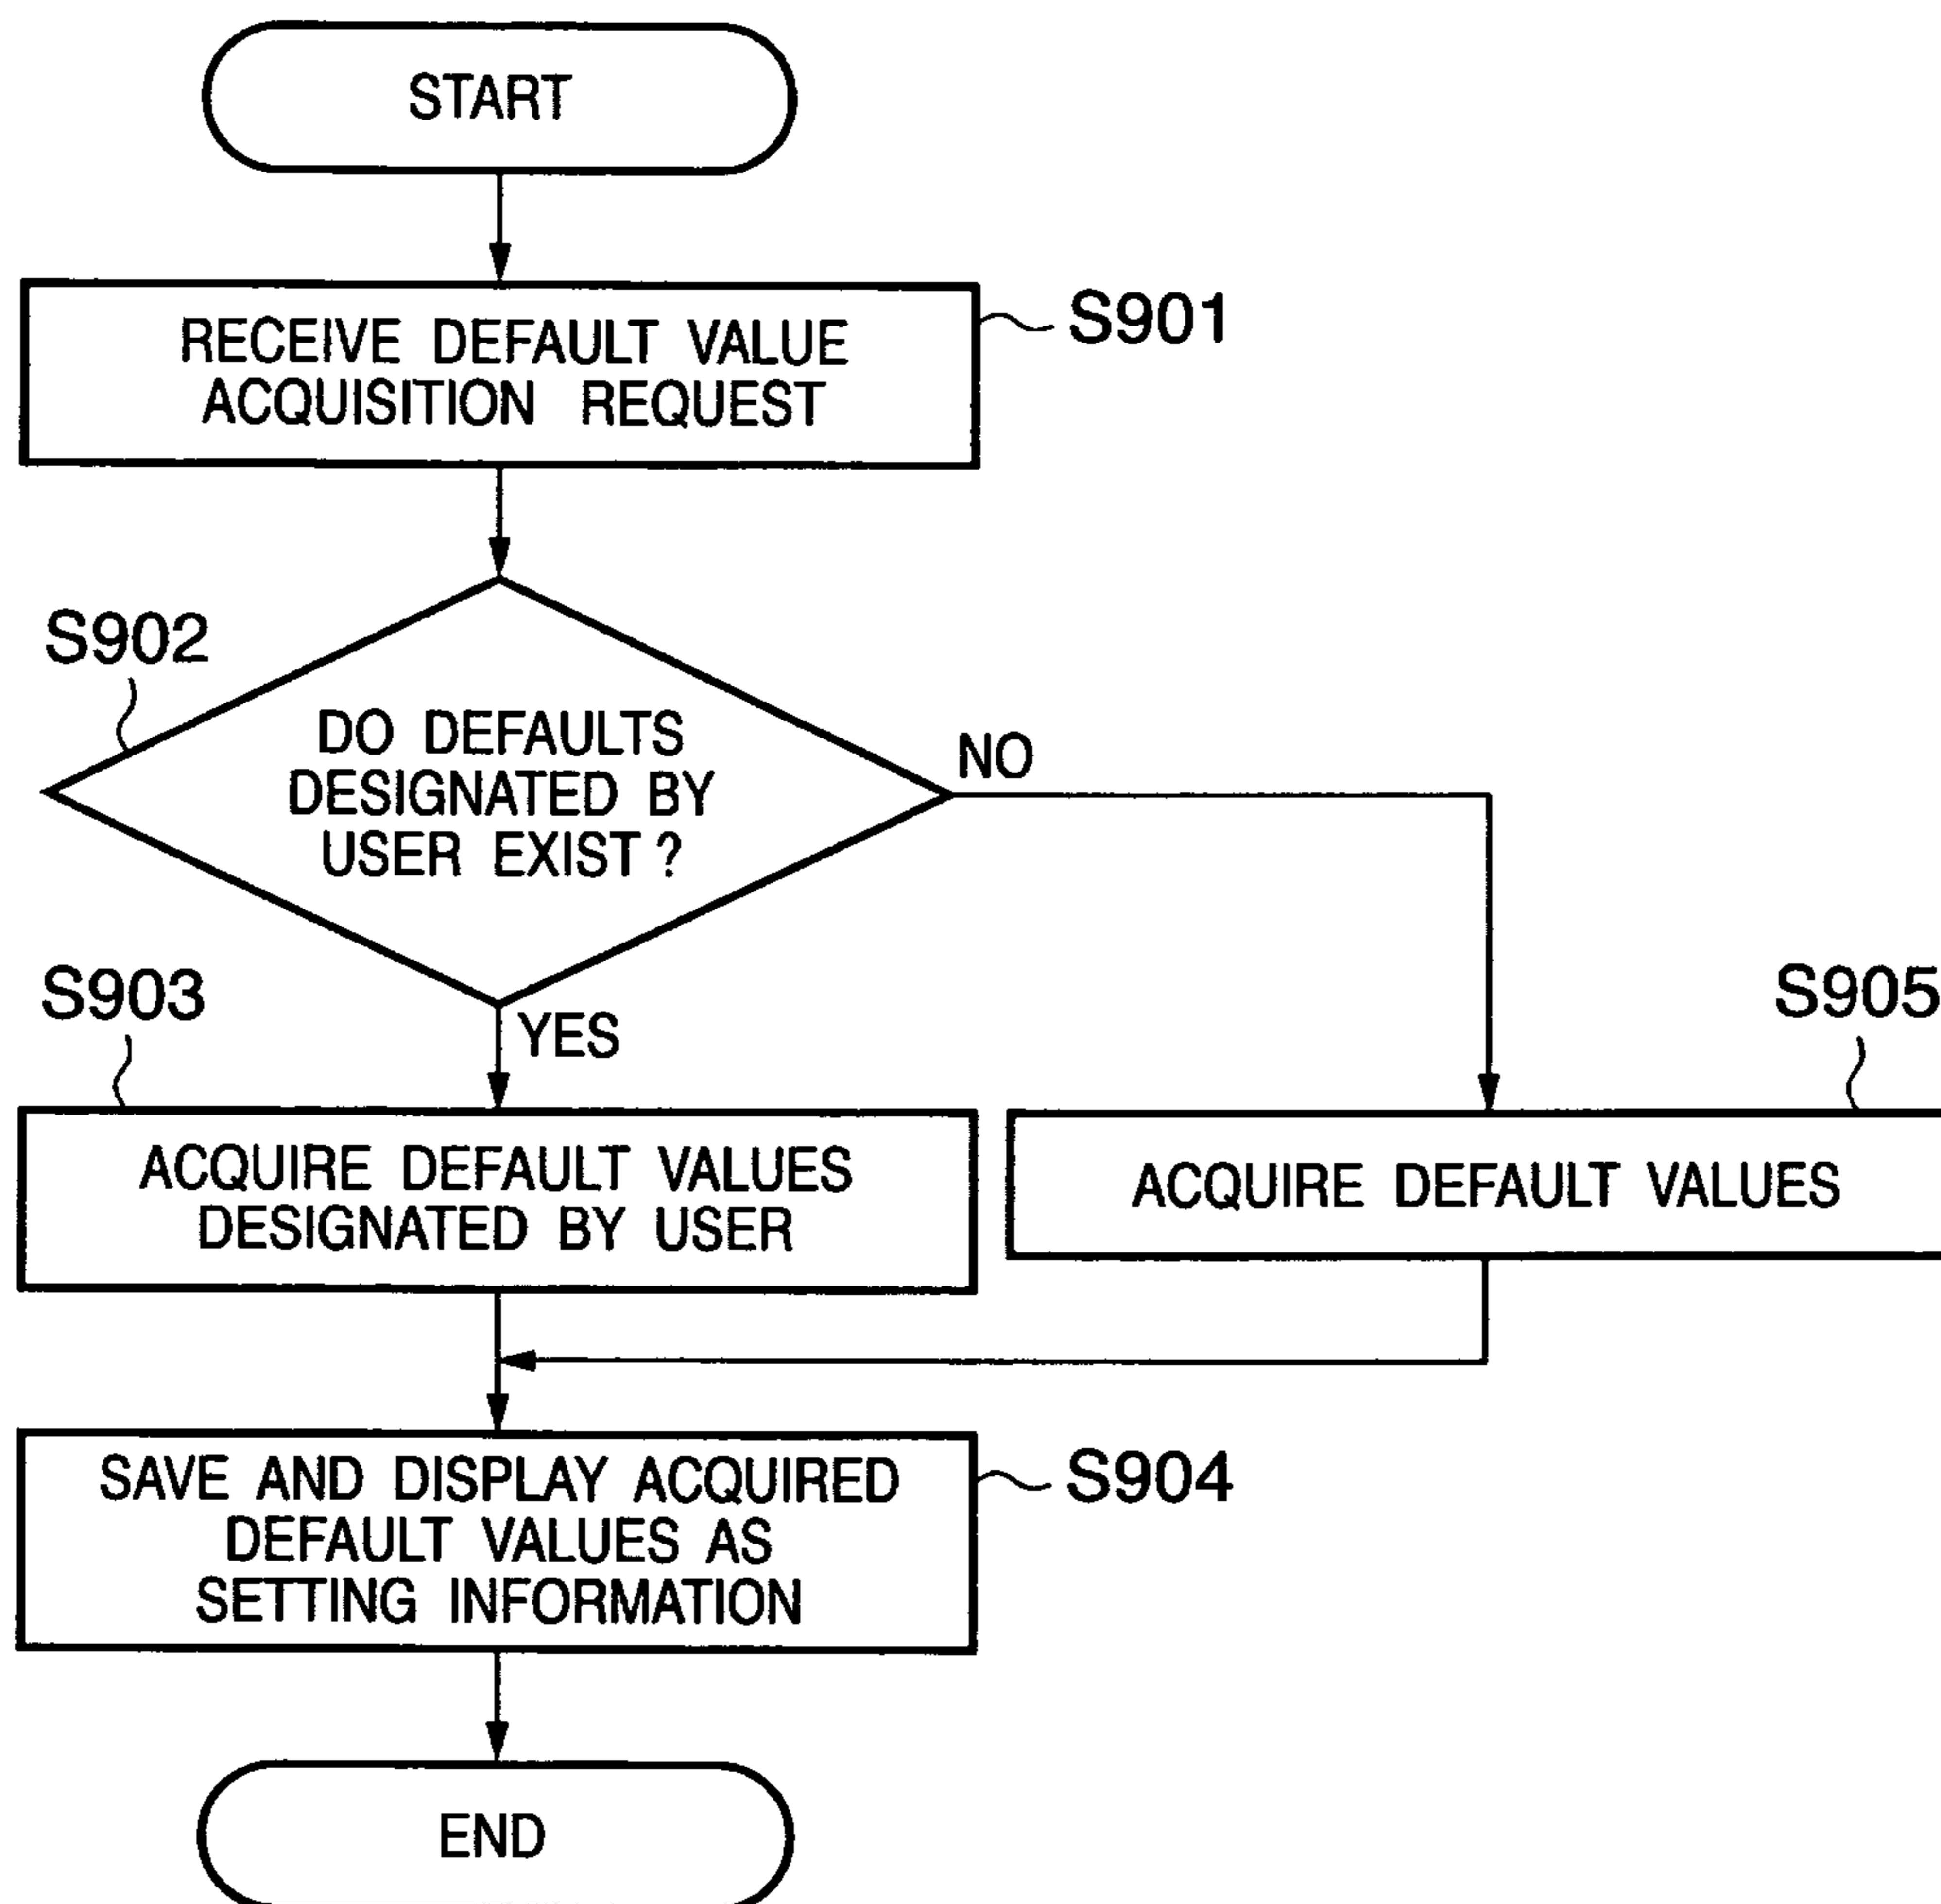 START
RECEIVE DEFAULT VALUE
ACQUISITION REQUEST
S901
S902
DO DEFAULTS
DESIGNATED BY
USER EXIST?
NO
YES
S903
ACQUIRE DEFAULT VALUES
DESIGNATED BY USER
S905
ACQUIRE DEFAULT VALUES
SAVE AND DISPLAY ACQUIRED
DEFAULT VALUES AS
SETTING INFORMATION
S904
END